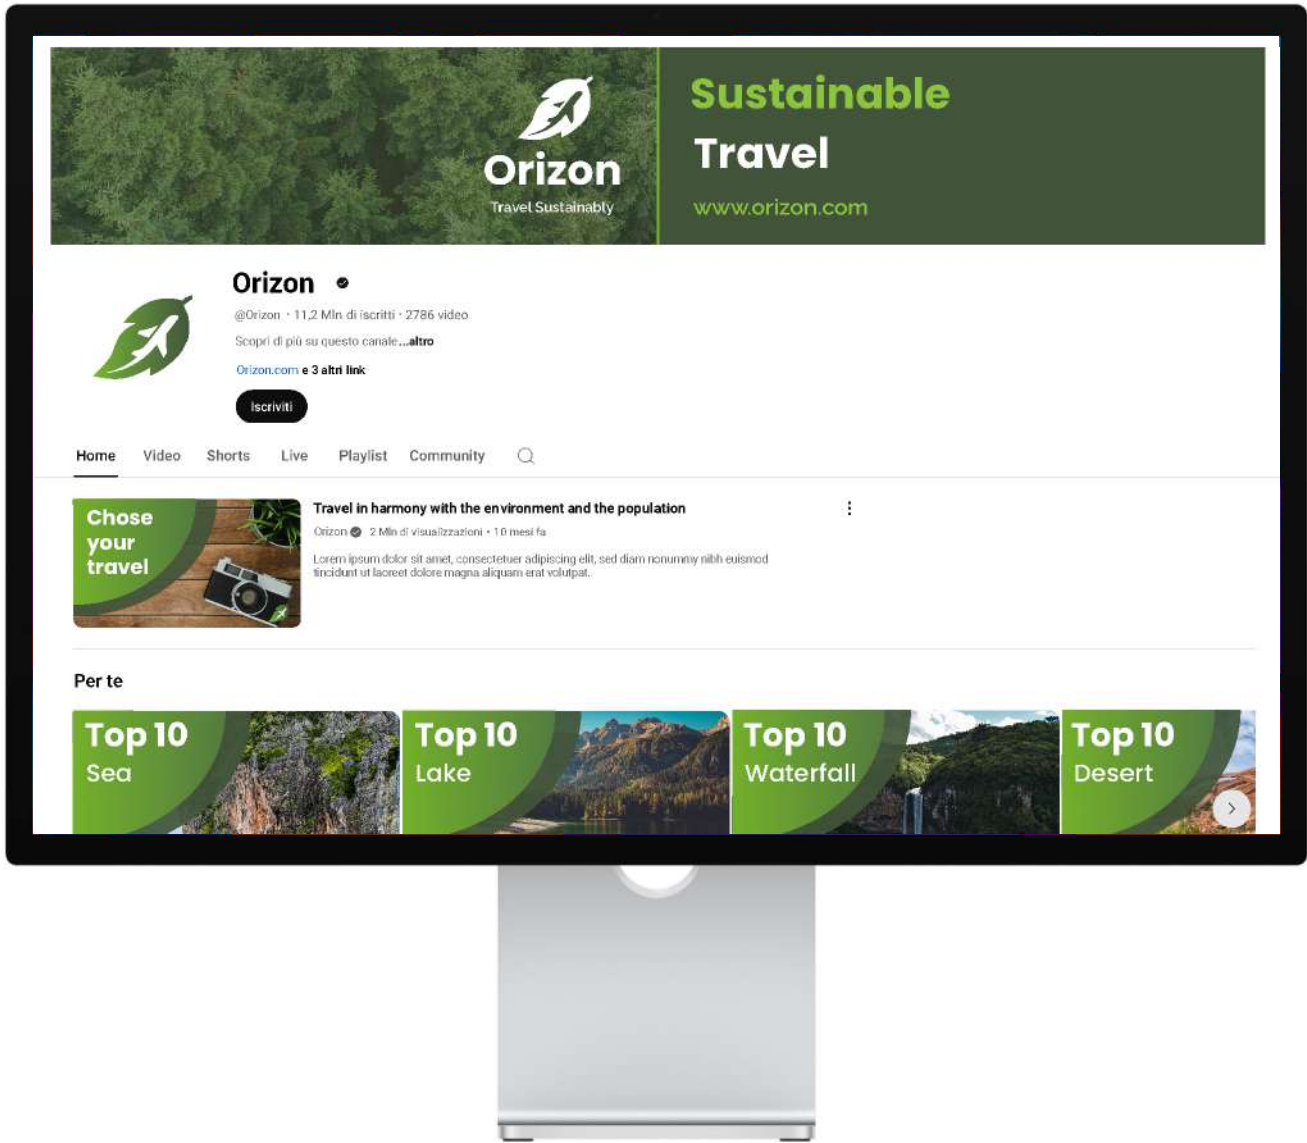 Orizon
Travel Sustainably
Sustainable
Travel
www.orizon.com
Orizon
@Orizon · 11,2 Mln di iscritti · 2786 video
Scopri di più su questo canale...altro
Orizon.com e 3 altri link
Iscriviti
Home Video Shorts Live Playlist Community
Chose
your
travel
Travel in harmony with the environment and the population
Orizon 2 Mln di visualizzazioni • 10 mesi fa
Lorem ipsum dolor sit amet, consectetuer adipiscing elit, sed diam nonummy nibh euismod
tincidunt ut laoreet dolore magna aliquam erat volutpat.
Per te
Top 10
Sea
Top 10
Lake
Top 10
Waterfall
Top 10
Desert